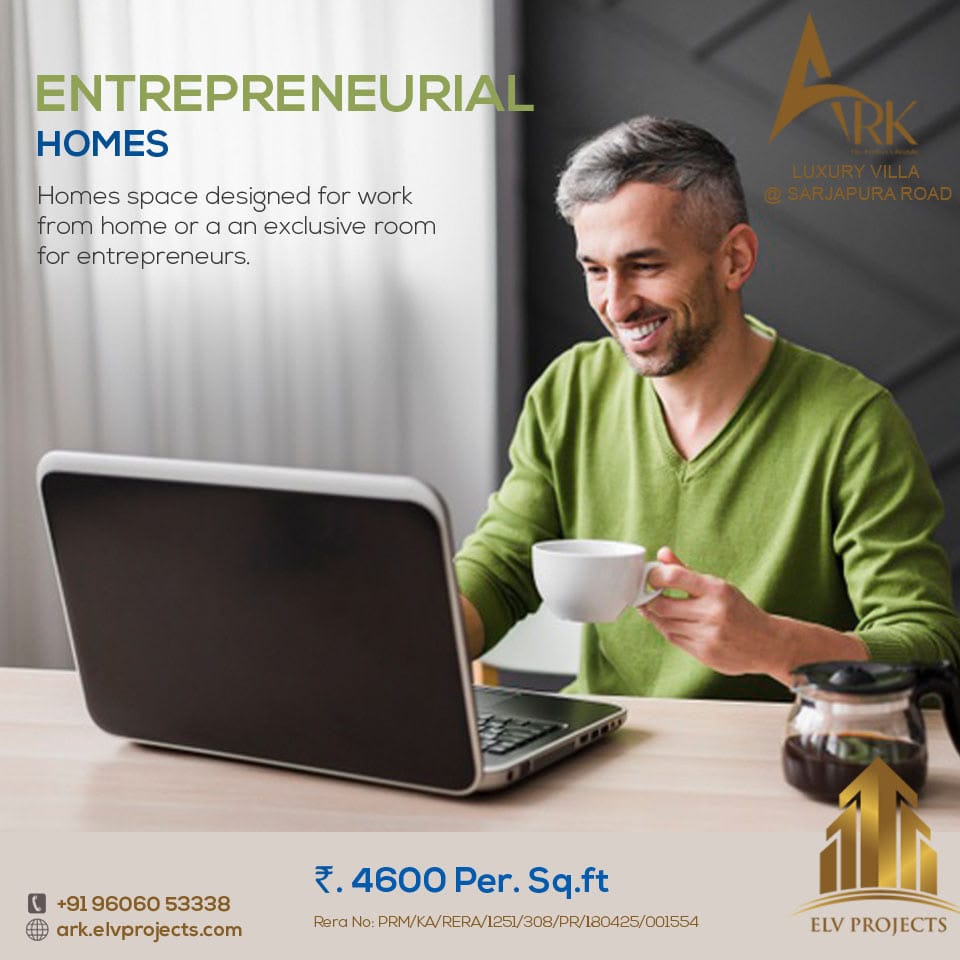 ENTREPRENEURIAL
HOMES
Homes space designed for work
from home or a an exclusive room
for entrepreneurs.
ARK
LUXURY VILLA
@ SARJAPURA ROAD
₹. 4600 Per. Sq.ft
+91 96060 53338
ark.elvprojects.com
Rera No: PRM/KA/RERA/1251/308/PR/180425/001554
ELV PROJECTS